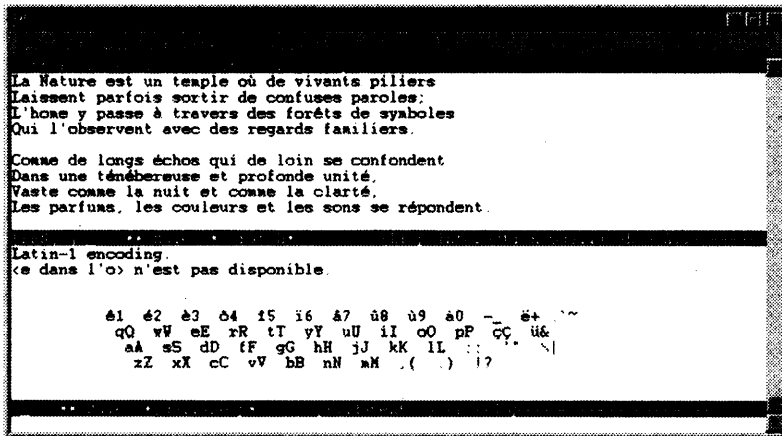 La Nature est un temple où de vivants piliers
Laissent parfois sortir de confuses paroles;
L'home y passe à travers des forêts de symboles
Qui l'observent avec des regards familiers.
Comme de longs échos qui de loin se confondent
Dans une ténébereuse et profonde unité,
Vaste comme la nuit et comme la clarté,
Les parfums, les couleurs et les sons se répondent.
Latin-1 encoding.
<e dans l'o> n'est pas disponible.
ê1 é2 è3 ô4 î5 ï6 â7 û8 ù9 à0 -_ ë+ `~
qQ wW eE rR tT yY uU iI oO pP çÇ ü&
aA sS dD fF gG hH jJ kK lL ;: '" \|
zZ xX cC vV bB nN mM ,( .) !?